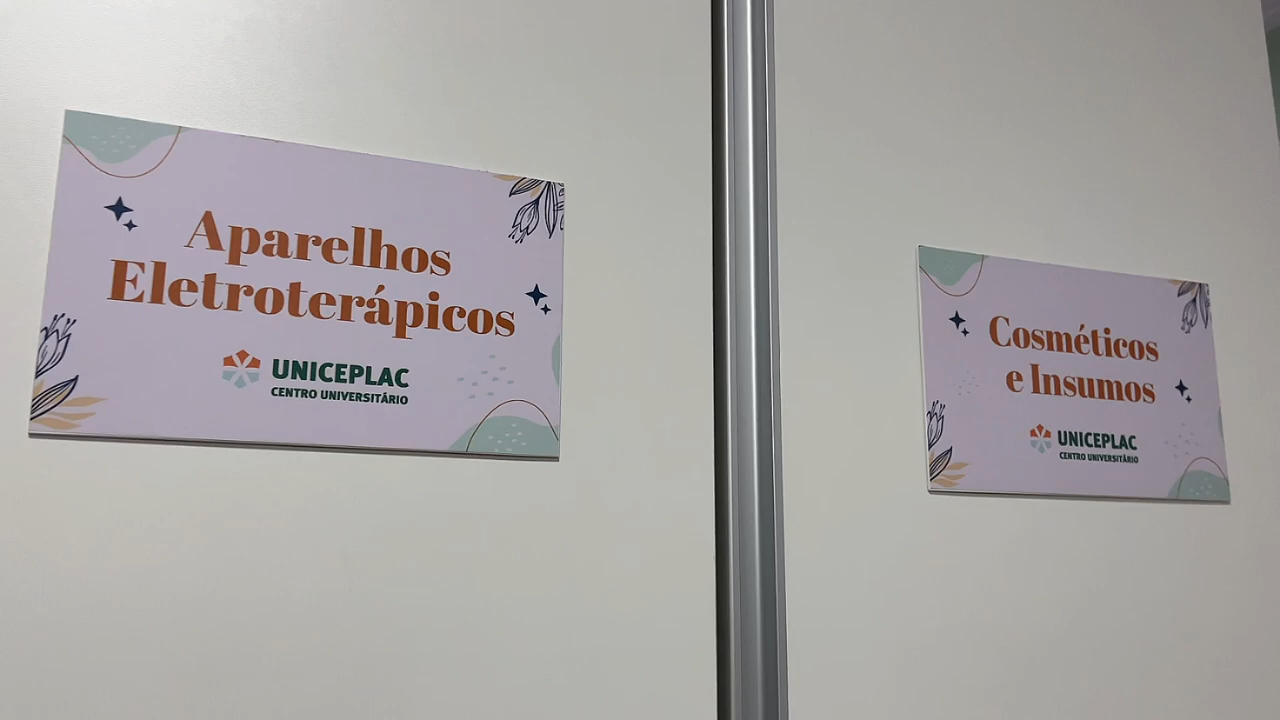 Aparelhos
Eletroterápicos
UNICEPLAC
CENTRO UNIVERSITÁRIO
Cosméticos
e Insumos
UNICEPLAC
CENTRO UNIVERSITÁRIO